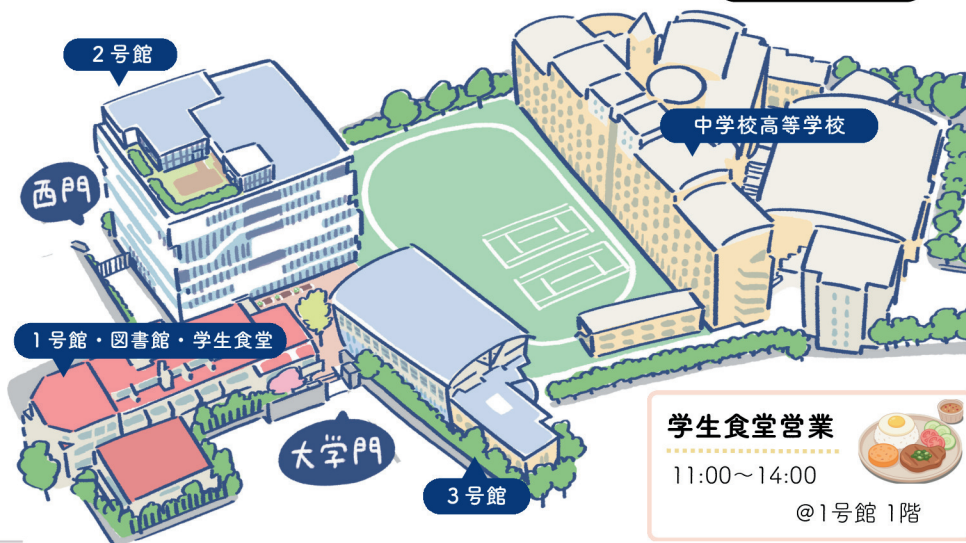 2号館
中学校高等学校
西門
1号館・図書館・学生食堂
大学門
3号館
学生食堂営業
11:00～14:00
@1号館 1階